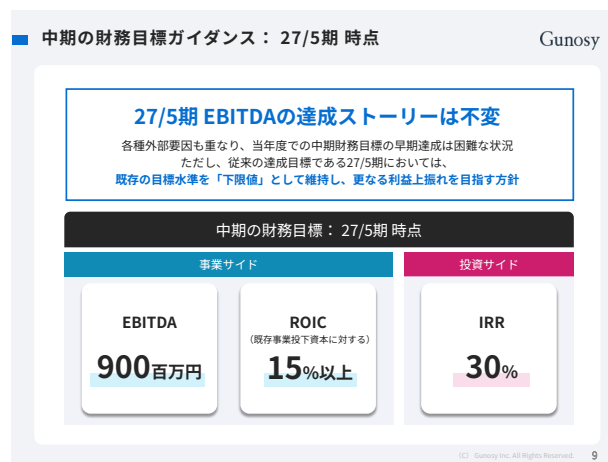 中期の財務目標ガイダンス： 27/5期 時点
Gunosy
27/5期 EBITDAの達成ストーリーは不変
各種外部要因も重なり、当年度での中期財務目標の早期達成は困難な状況
ただし、従来の達成目標である27/5期においては、
既存の目標水準を「下限値」として維持し、更なる利益上振れを目指す方針
中期の財務目標： 27/5期 時点
事業サイド
投資サイド
EBITDA
900百万円
ROIC
（既存事業投下資本に対する）
15%以上
IRR
30%
（C） Gunosy Inc. All Rights Reserved.
9